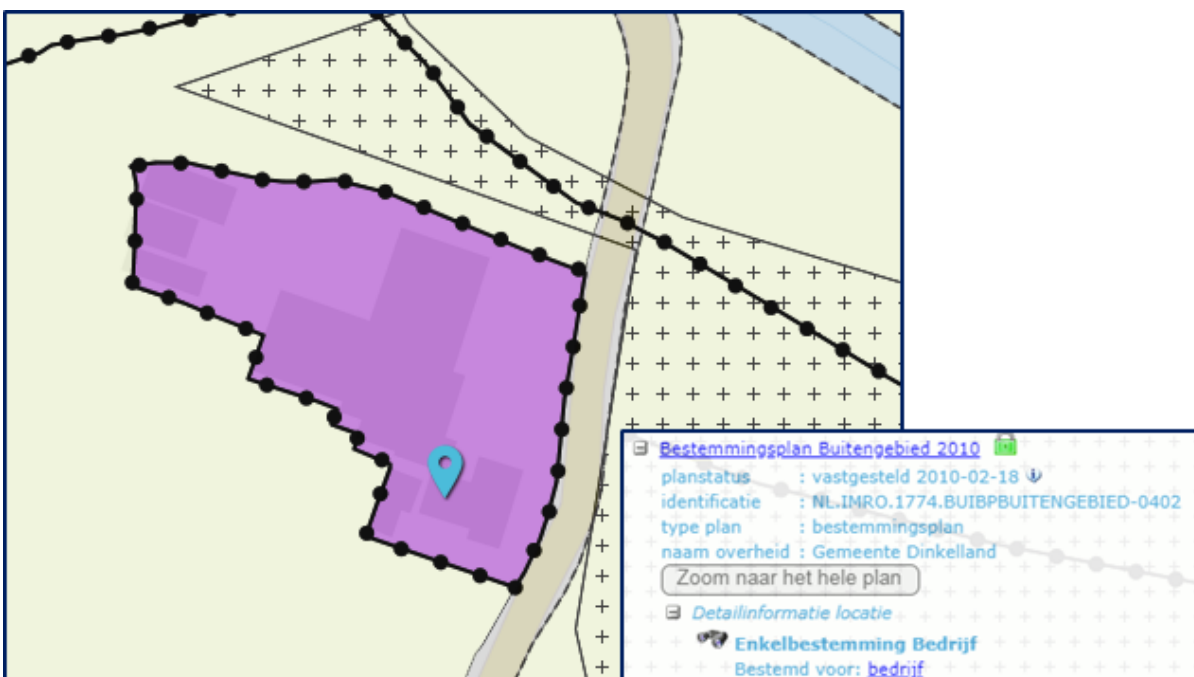 Bestemmingsplan Buitengebied 2010
planstatus : vastgesteld 2010-02-18
identificatie : NL.IMRO.1774.BUIBPBUITENGEBIED-0402
type plan : bestemmingsplan
naam overheid : Gemeente Dinkelland
Zoom naar het hele plan
Detailinformatie locatie
Enkelbestemming Bedrijf
Bestemd voor: bedrijf